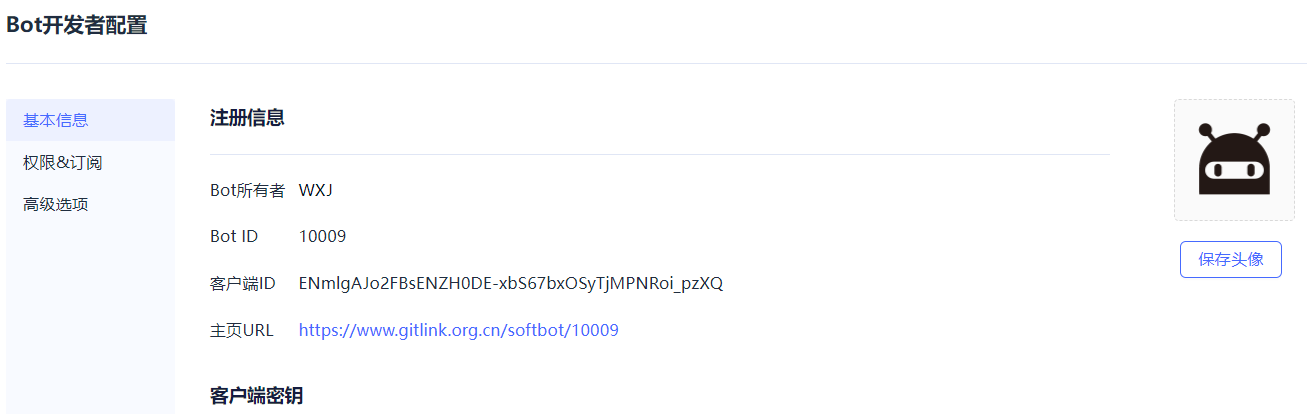 Bot开发者配置
基本信息
权限&订阅
高级选项
注册信息
Bot所有者 WXJ
Bot ID 10009
客户端ID ENmlgAJo2FBsENZH0DE-xbS67bxOSyTjMPNRoi_pzXQ
主页URL https://www.gitlink.org.cn/softbot/10009
客户端密钥
保存头像